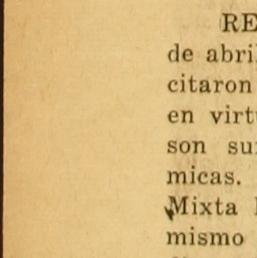 RE
de abri
citaron
en virt
son su
micas.
Mixta
mismo